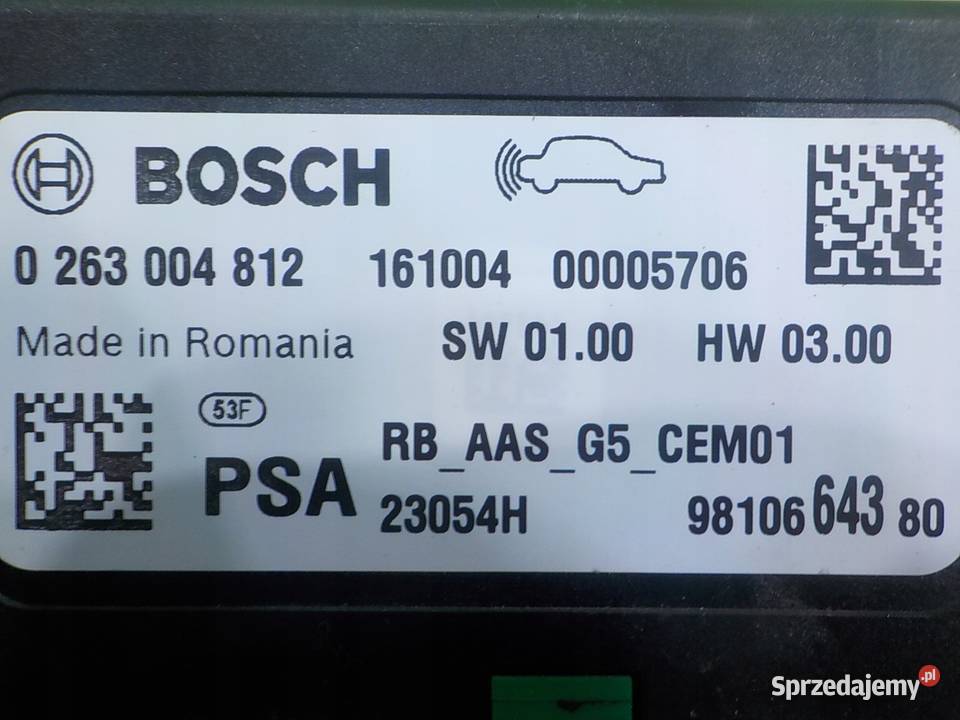 BOSCH
0 263 004 812 161004 00005706
Made in Romania SW 01.00 HW 03.00
53F
PSA RB_AAS_G5_CEM01
23054H 98106 643 80
Sprzedajemy.pl